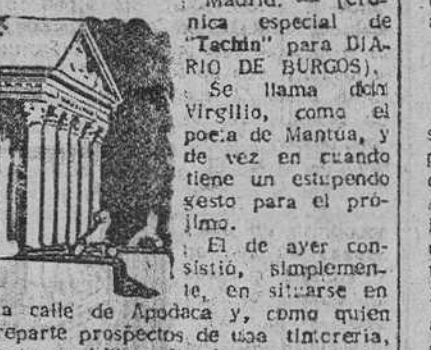 Madrid. — (Cró-
nica especial de
"Tachin" para DIA-
RIO DE BURGOS).
Se llama don
Virgilio, como el
poeta de Mantua, y
de vez en cuando
tiene un estupendo
gesto para el pró-
jimo.
El de ayer con-
sistió, simplemen-
te, en situarse en
a calle de Apodaca y, como quien
reparte prospectos de una tintorería,